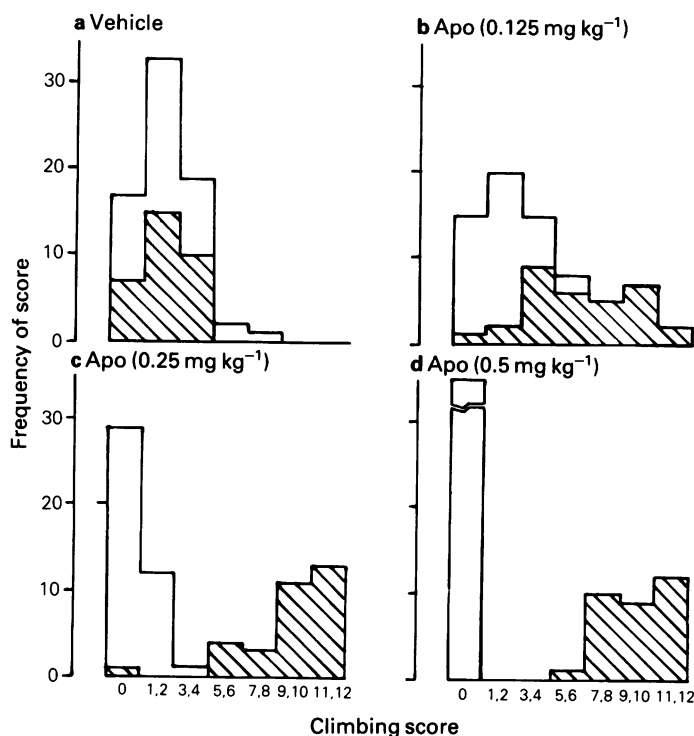 a Vehicle
b Apo (0.125 mg kg⁻¹)
30
20
10
0
c Apo (0.25 mg kg⁻¹)
d Apo (0.5 mg kg⁻¹)
30
20
10
0
0 1,2 3,4 5,6 7,8 9,10 11,12
0 1,2 3,4 5,6 7,8 9,10 11,12
Frequency of score
Climbing score